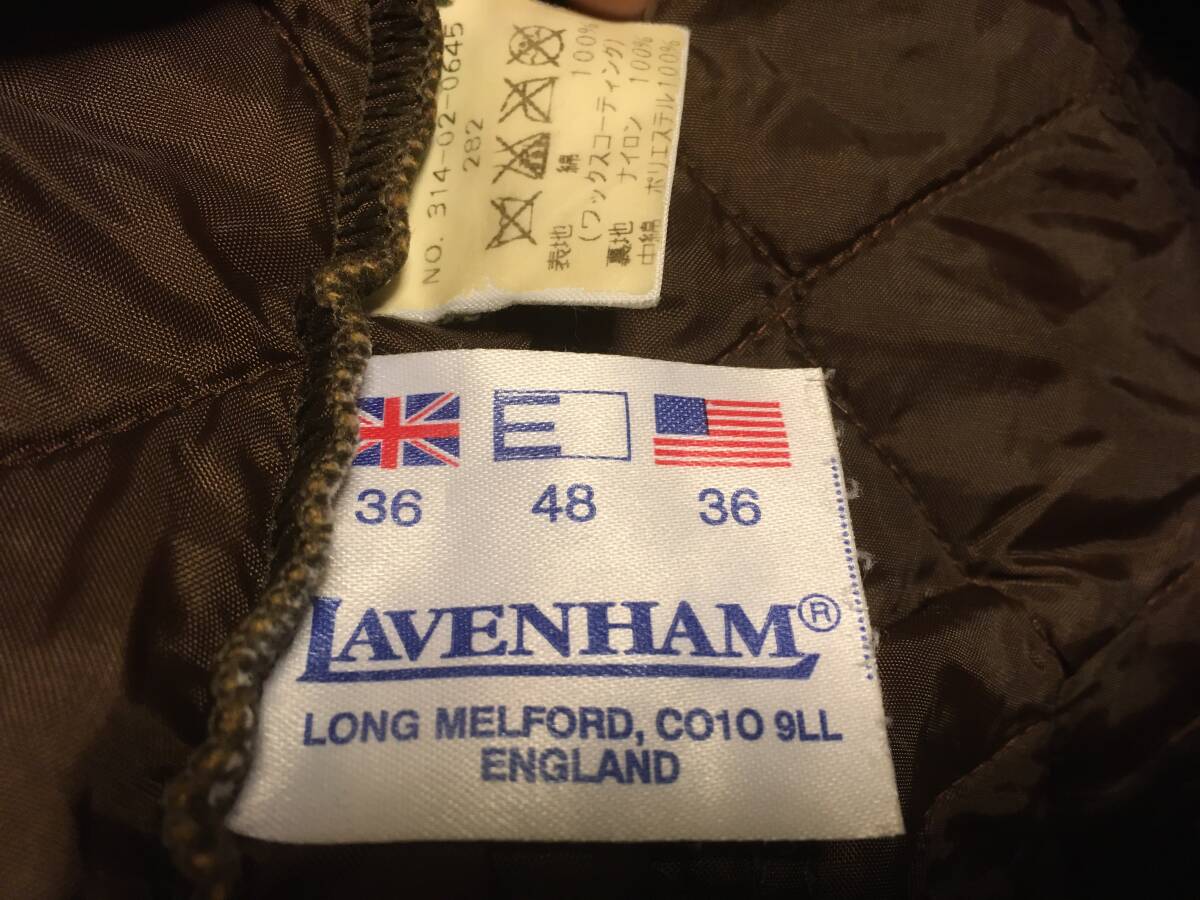 NO. 314-02-0645
282
表地 綿 100%
(ワックスコーティング)
裏地 ナイロン 100%
中綿 ポリエステル100%
E
36 48 36
LAVENHAM®
LONG MELFORD, CO10 9LL
ENGLAND